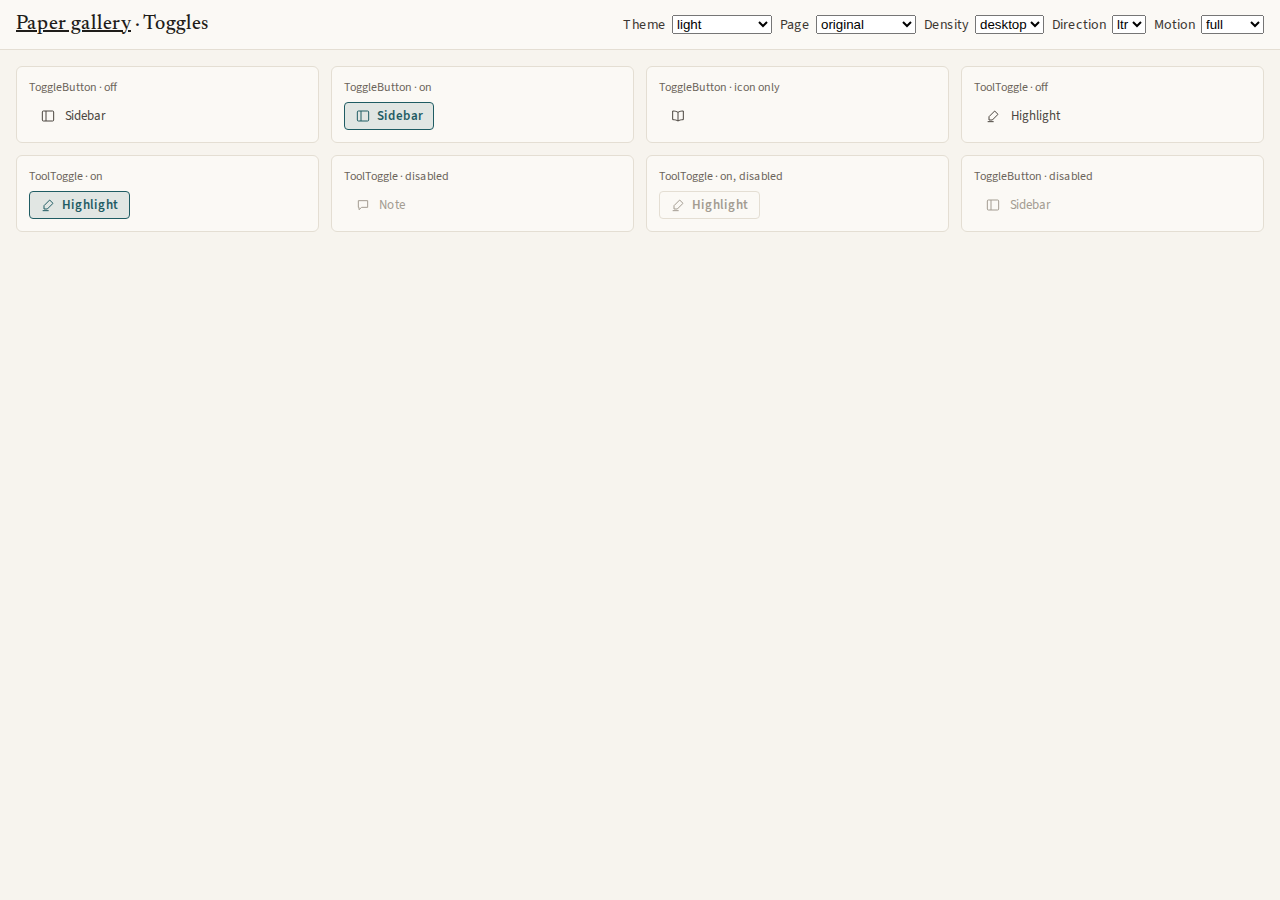 Paper gallery · Toggles
Theme light Page original Density desktop Direction ltr Motion full
ToggleButton · off
Sidebar
ToggleButton · on
Sidebar
ToggleButton · icon only
ToolToggle · off
Highlight
ToolToggle · on
Highlight
ToolToggle · disabled
Note
ToolToggle · on, disabled
Highlight
ToggleButton · disabled
Sidebar